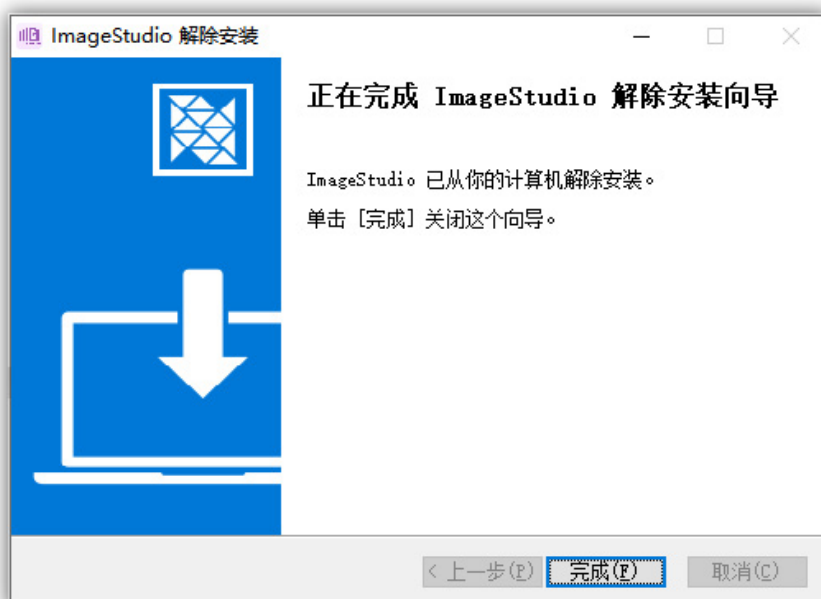 ImageStudio 解除安装
正在完成 ImageStudio 解除安装向导
ImageStudio 已从你的计算机解除安装。
单击 [完成] 关闭这个向导。
< 上一步(P)
完成(F)
取消(C)